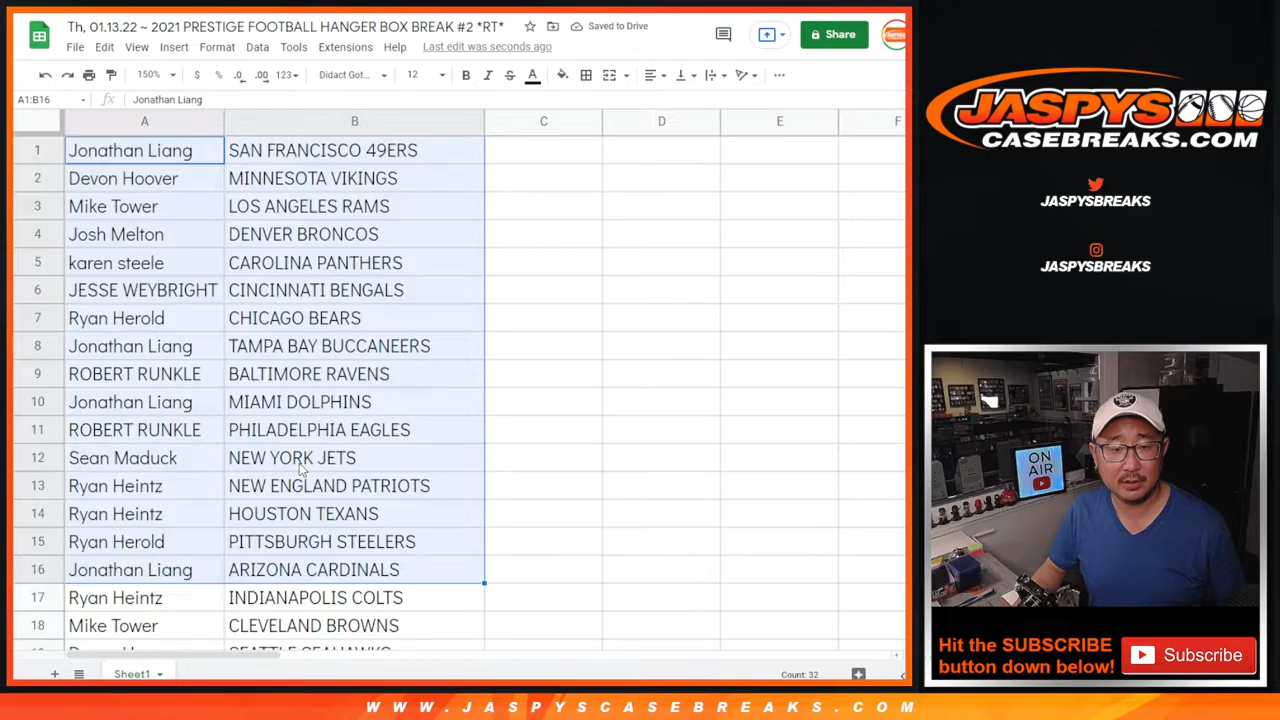 Th, 01.13.22 ~ 2021 PRESTIGE FOOTBALL HANGER BOX BREAK #2 *RT*
Saved to Drive
Share
File Edit View Insert Format Data Tools Extensions Help Last edit was seconds ago
150% $ % .0 .00 123 Didact Got... 12 B I S A
A1:B16 fx Jonathan Liang
A B C D E F
1 Jonathan Liang SAN FRANCISCO 49ERS
2 Devon Hoover MINNESOTA VIKINGS
3 Mike Tower LOS ANGELES RAMS
4 Josh Melton DENVER BRONCOS
5 karen steele CAROLINA PANTHERS
6 JESSE WEYBRIGHT CINCINNATI BENGALS
7 Ryan Herold CHICAGO BEARS
8 Jonathan Liang TAMPA BAY BUCCANEERS
9 ROBERT RUNKLE BALTIMORE RAVENS
10 Jonathan Liang MIAMI DOLPHINS
11 ROBERT RUNKLE PHILADELPHIA EAGLES
12 Sean Maduck NEW YORK JETS
13 Ryan Heintz NEW ENGLAND PATRIOTS
14 Ryan Heintz HOUSTON TEXANS
15 Ryan Herold PITTSBURGH STEELERS
16 Jonathan Liang ARIZONA CARDINALS
17 Ryan Heintz INDIANAPOLIS COLTS
18 Mike Tower CLEVELAND BROWNS
SEATTLE SEAHAWKS
Sheet1
Count: 32
JASPYS
CASEBREAKS.COM
JASPYSBREAKS
JASPYSBREAKS
ON
AIR
Hit the SUBSCRIBE
button down below!
Subscribe
WWW.JASPYSCASEBREAKS.COM